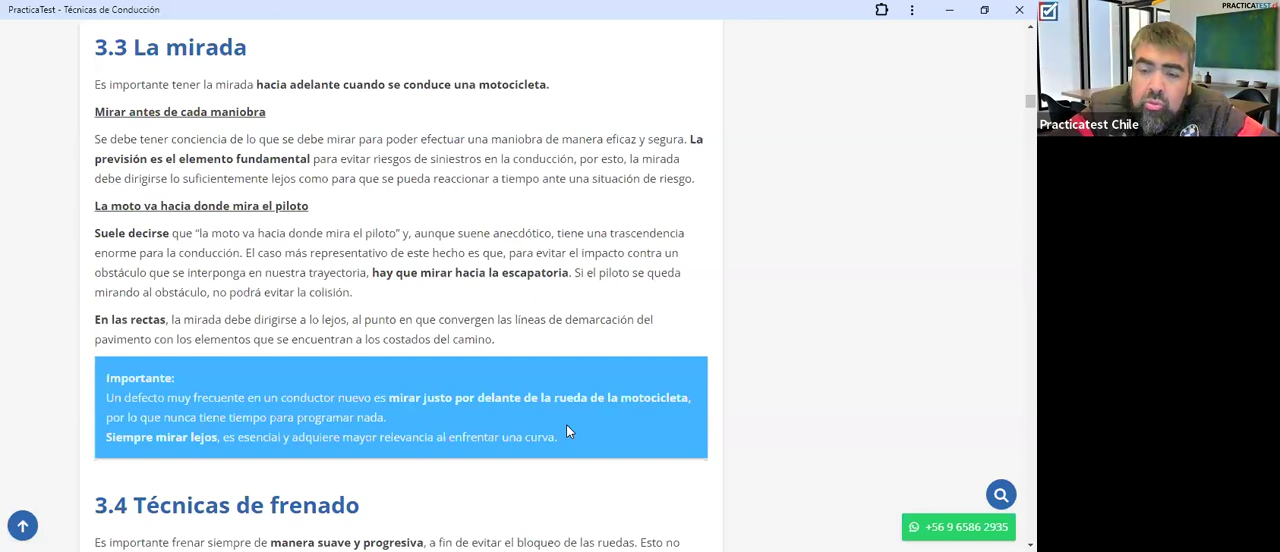 PracticaTest - Técnicas de Conducción
PRACTICATEST
Practicatest Chile
3.3 La mirada
Es importante tener la mirada hacia adelante cuando se conduce una motocicleta.
Mirar antes de cada maniobra
Se debe tener conciencia de lo que se debe mirar para poder efectuar una maniobra de manera eficaz y segura. La
previsión es el elemento fundamental para evitar riesgos de siniestros en la conducción, por esto, la mirada
debe dirigirse lo suficientemente lejos como para que se pueda reaccionar a tiempo ante una situación de riesgo.
La moto va hacia donde mira el piloto
Suele decirse que “la moto va hacia donde mira el piloto” y, aunque suene anecdótico, tiene una trascendencia
enorme para la conducción. El caso más representativo de este hecho es que, para evitar el impacto contra un
obstáculo que se interponga en nuestra trayectoria, hay que mirar hacia la escapatoria. Si el piloto se queda
mirando al obstáculo, no podrá evitar la colisión.
En las rectas, la mirada debe dirigirse a lo lejos, al punto en que convergen las líneas de demarcación del
pavimento con los elementos que se encuentran a los costados del camino.
Importante:
Un defecto muy frecuente en un conductor nuevo es mirar justo por delante de la rueda de la motocicleta,
por lo que nunca tiene tiempo para programar nada.
Siempre mirar lejos, es esencial y adquiere mayor relevancia al enfrentar una curva.
3.4 Técnicas de frenado
Es importante frenar siempre de manera suave y progresiva, a fin de evitar el bloqueo de las ruedas. Esto no
+56 9 6586 2935